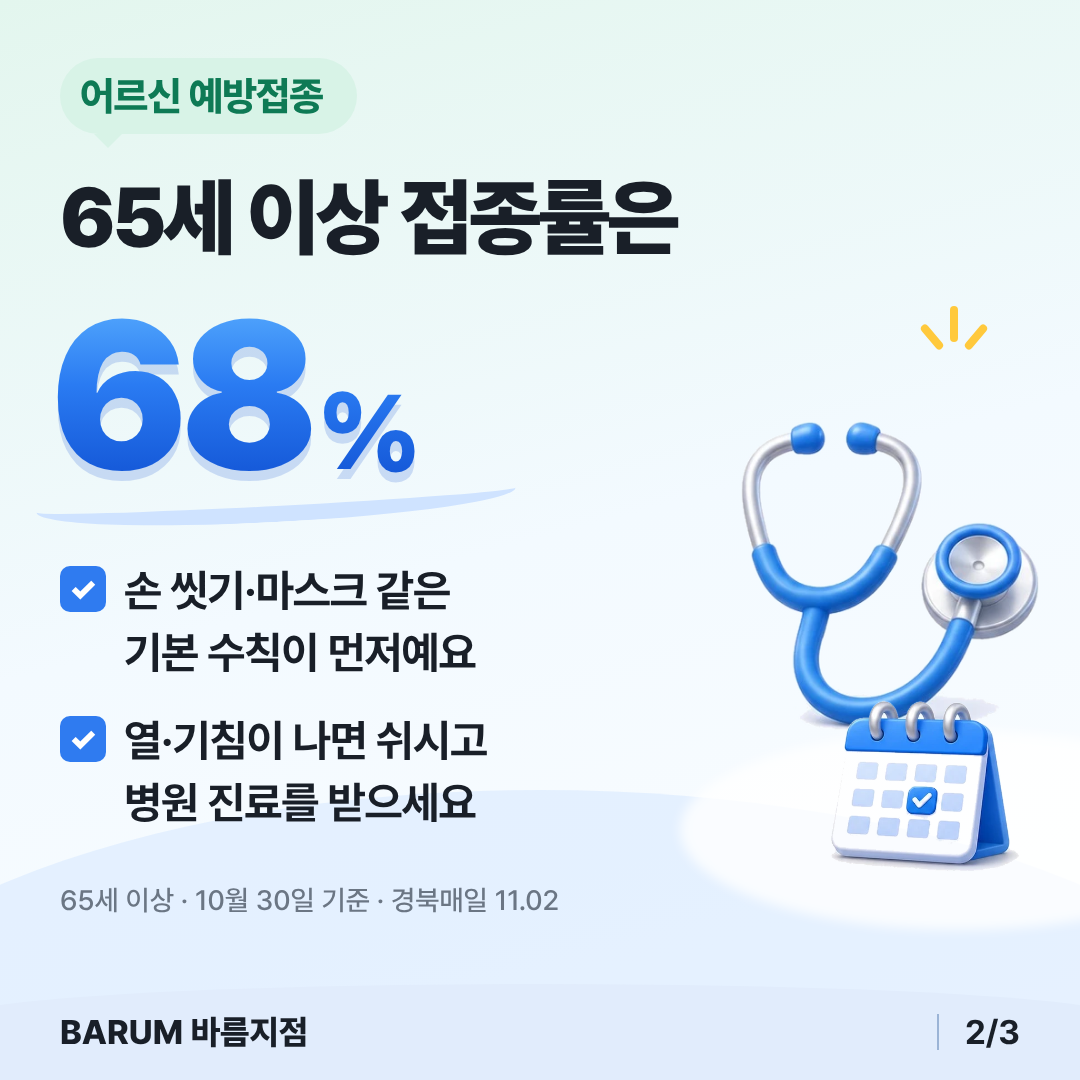 어르신 예방접종
65세 이상 접종률은
68%
손 씻기·마스크 같은
기본 수칙이 먼저예요
열·기침이 나면 쉬시고
병원 진료를 받으세요
65세 이상 · 10월 30일 기준 · 경북매일 11.02
BARUM 바름지점
2/3